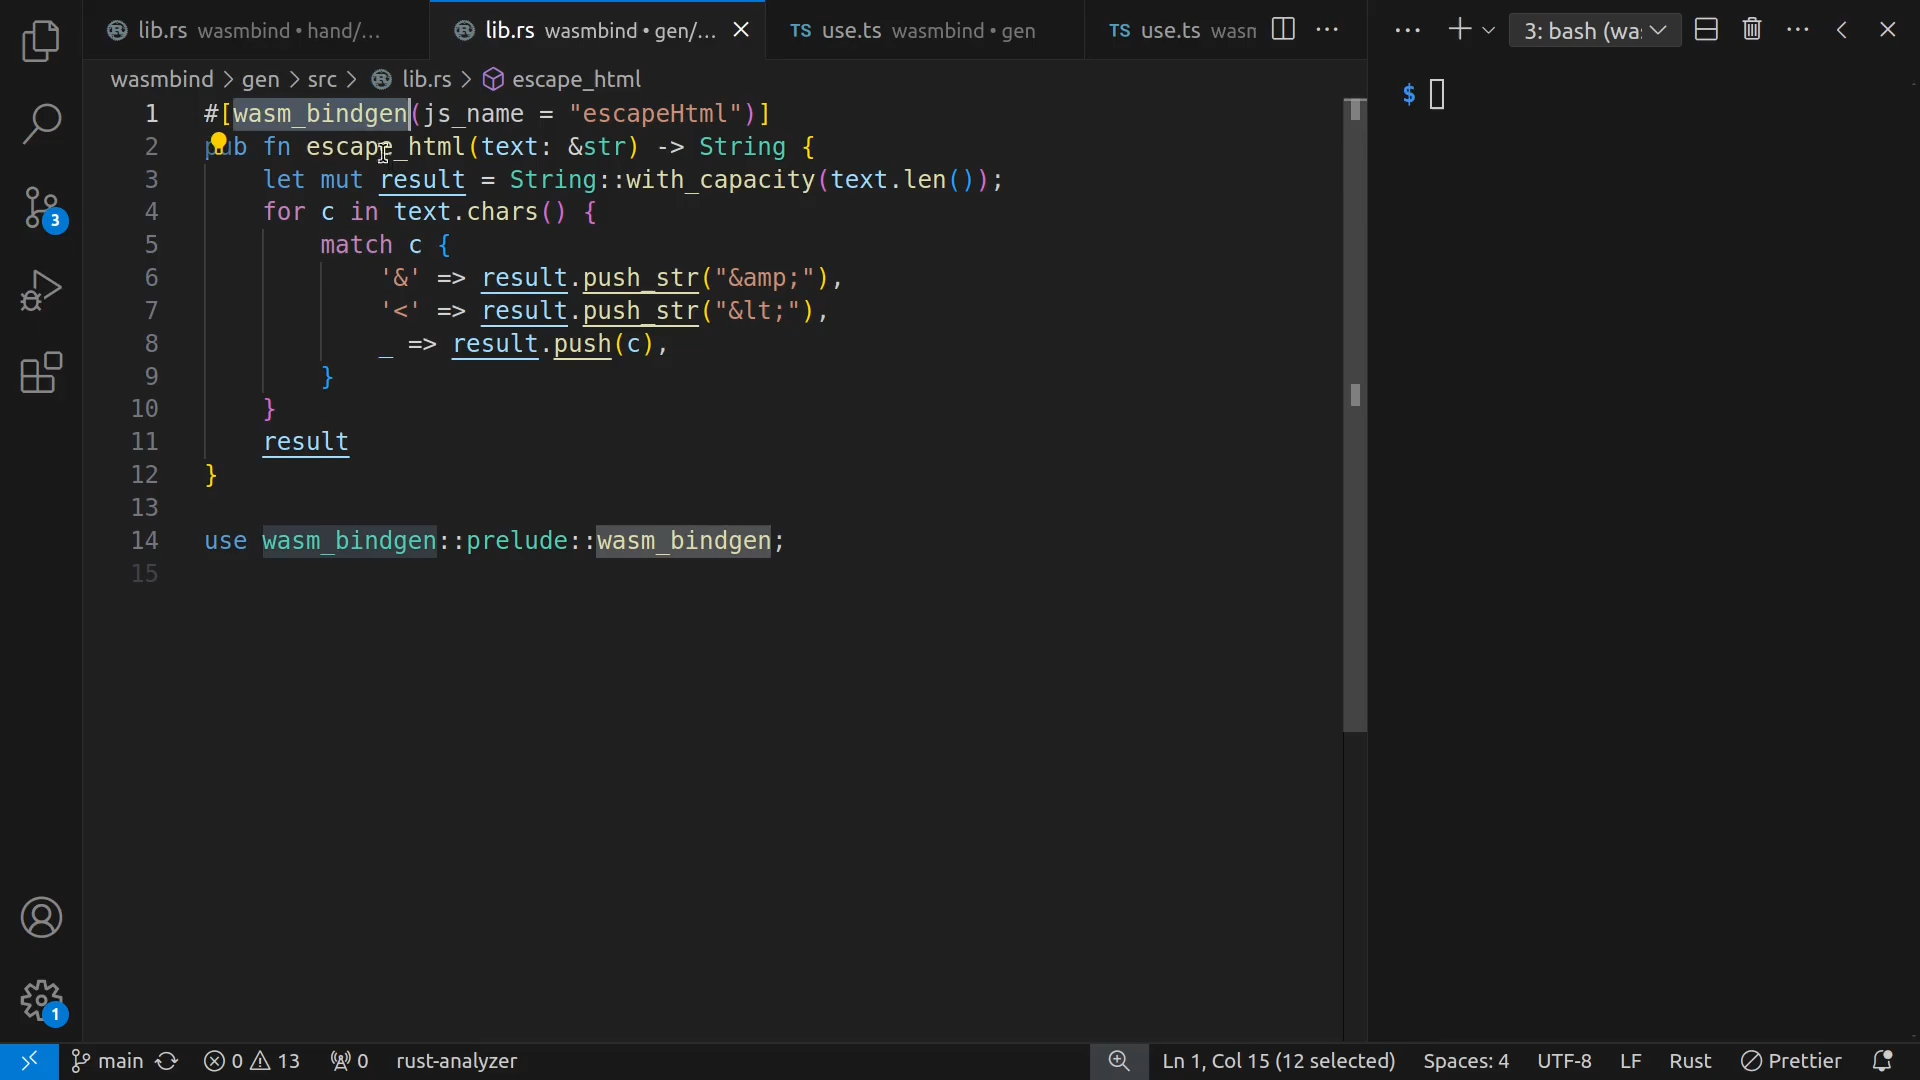 lib.rs wasmbind • hand/...
lib.rs wasmbind • gen/...
TS use.ts wasmbind • gen
TS use.ts wasm
3: bash (wa:
wasmbind > gen > src > lib.rs > escape_html
1 #[wasm_bindgen(js_name = "escapeHtml")]
2 pub fn escape_html(text: &str) -> String {
3 let mut result = String::with_capacity(text.len());
4 for c in text.chars() {
5 match c {
6 '&' => result.push_str("&amp;"),
7 '<' => result.push_str("&lt;"),
8 _ => result.push(c),
9 }
10 }
11 result
12 }
13
14 use wasm_bindgen::prelude::wasm_bindgen;
15
$
3
1
main 0 13 0 rust-analyzer Ln 1, Col 15 (12 selected) Spaces: 4 UTF-8 LF Rust Prettier